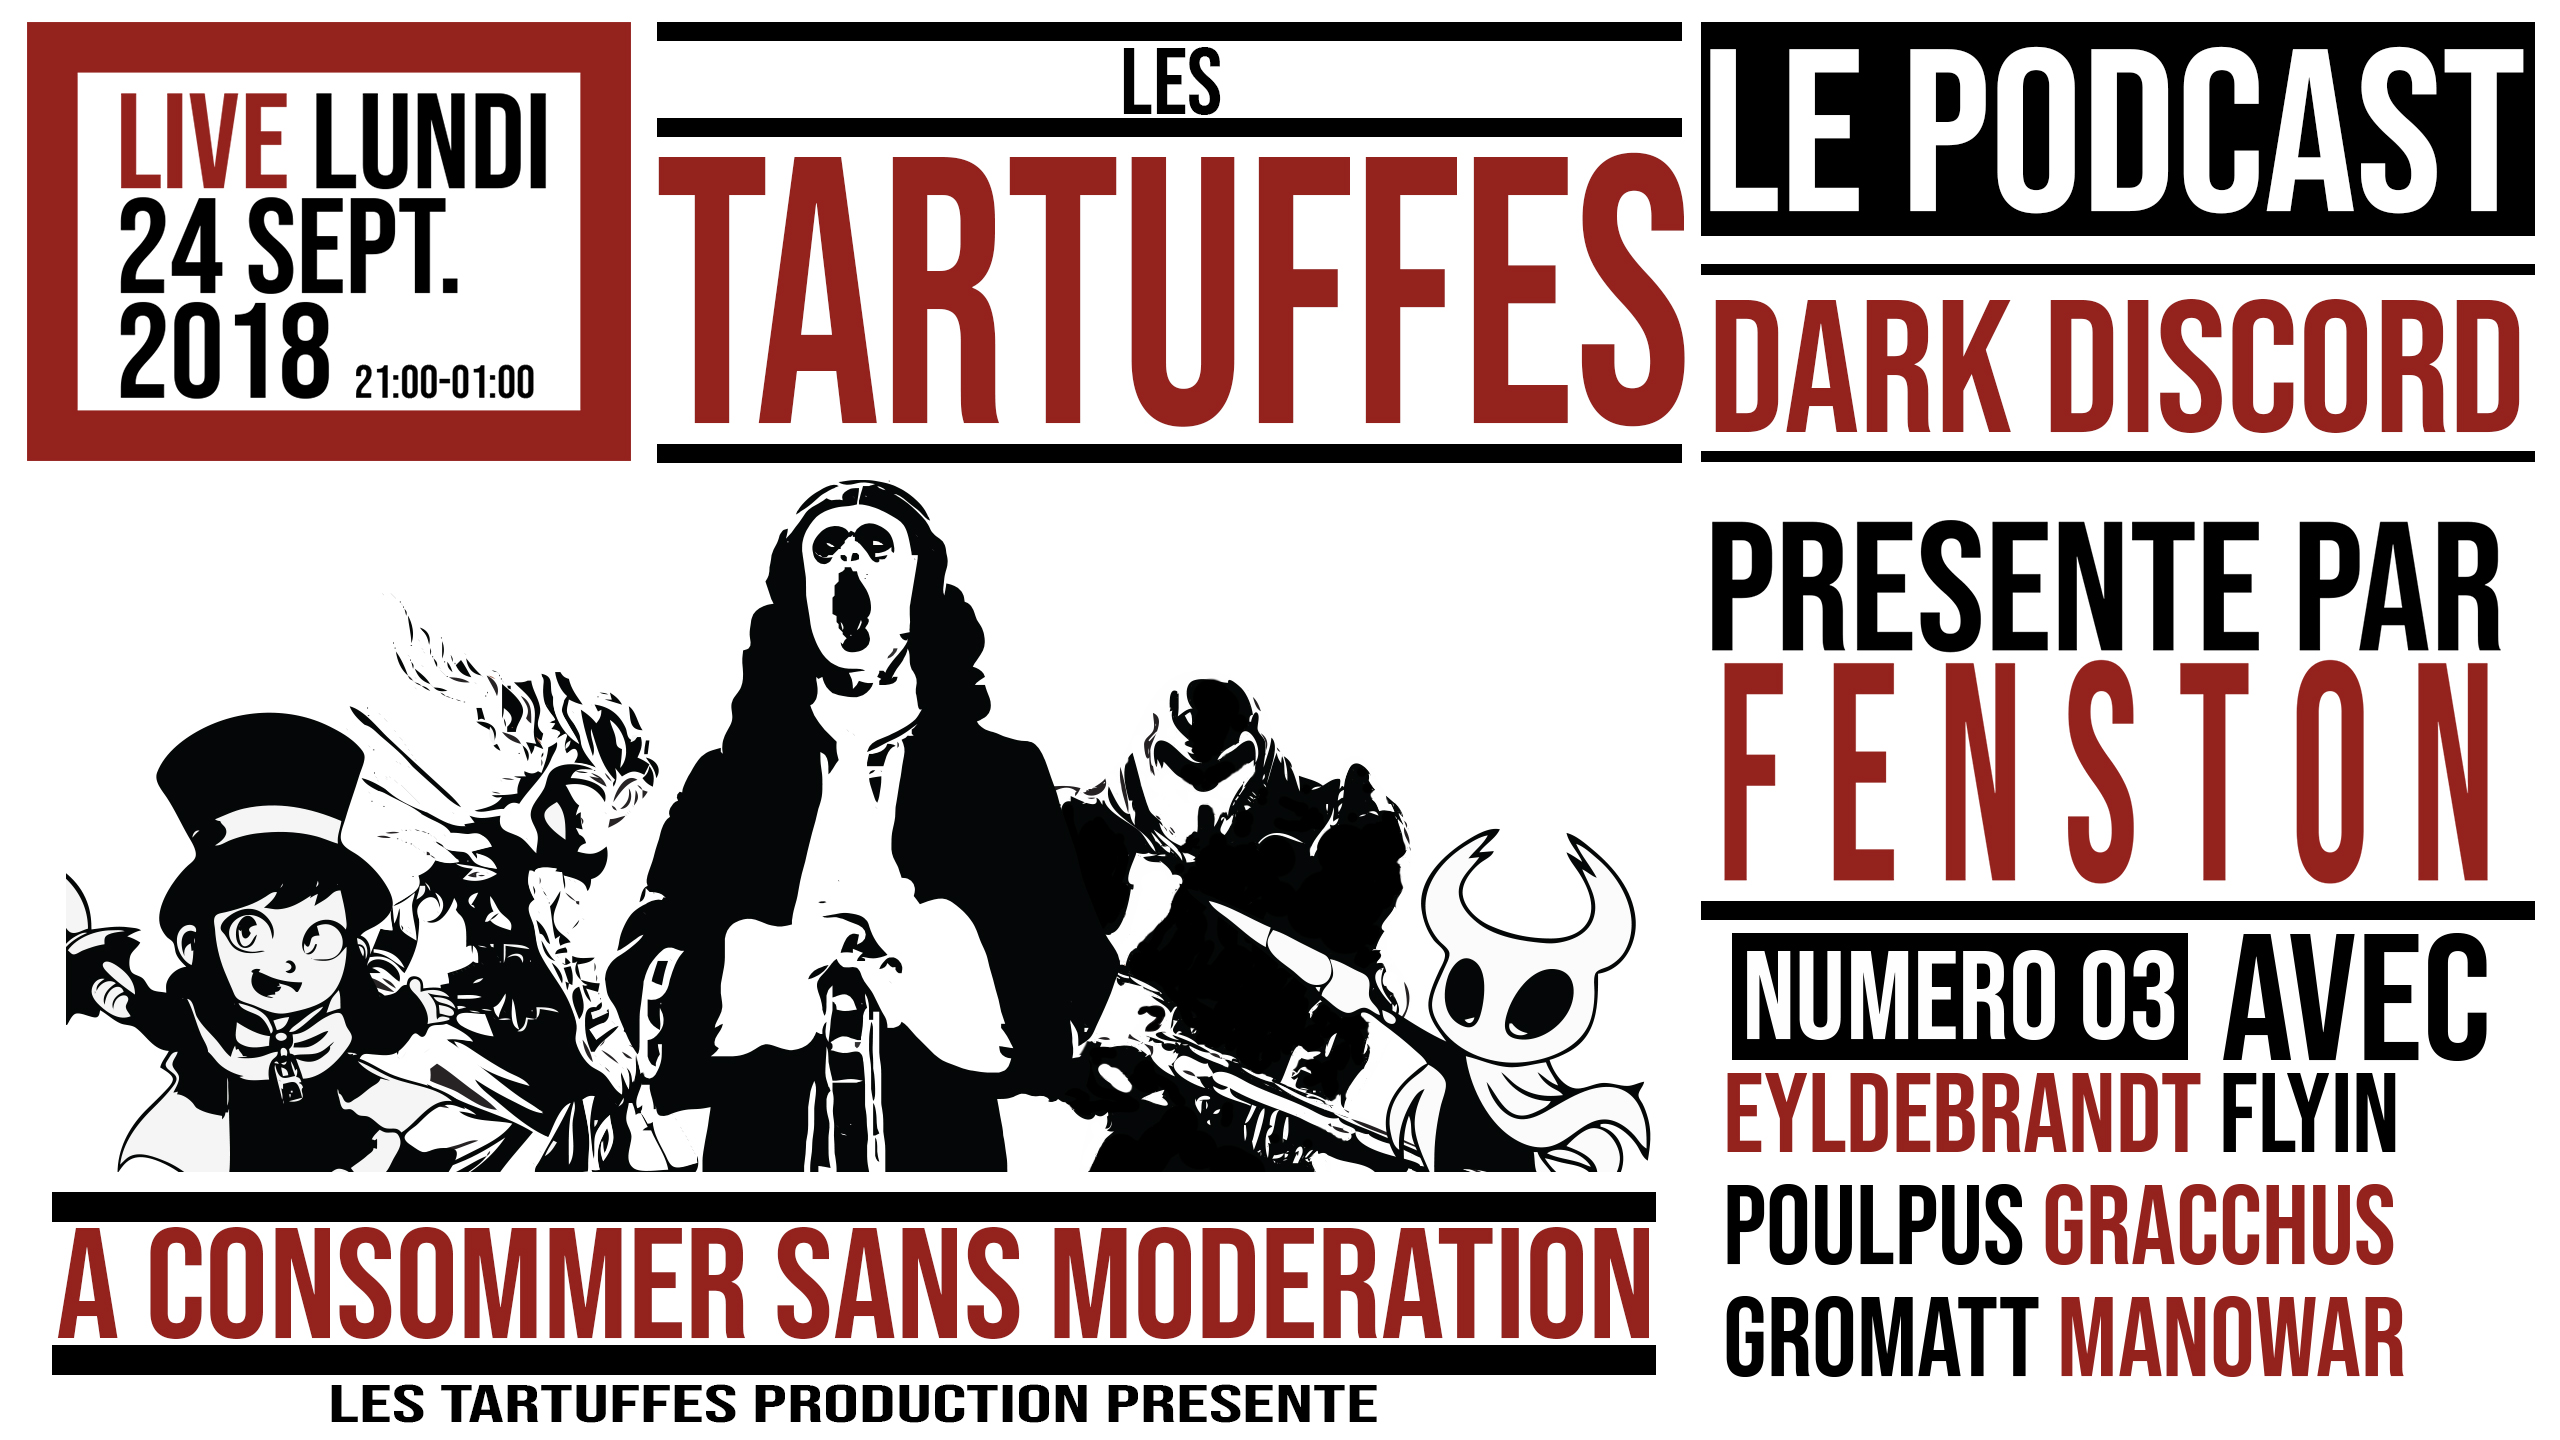 LIVE LUNDI
24 SEPT.
2018 21:00-01:00
LES
TARTUFFES
LE PODCAST
DARK DISCORD
PRESENTE PAR
FENSTON
NUMERO 03 AVEC
EYLDEBRANDT FLYIN
POULPUS GRACCHUS
GROMATT MANOWAR
A CONSOMMER SANS MODERATION
LES TARTUFFES PRODUCTION PRESENTE